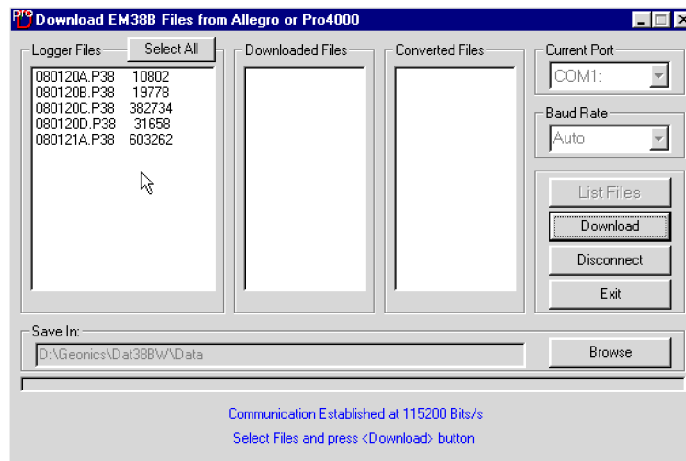 Pro Download EM38B Files from Allegro or Pro4000
Logger Files Select All Downloaded Files Converted Files Current Port
080120A.P38 10802
080120B.P38 19778
080120C.P38 382734
080120D.P38 31658
080121A.P38 603262
COM1:
Baud Rate
Auto
List Files
Download
Disconnect
Exit
Save In:
D:\Geonics\Dat38BW\Data
Browse
Communication Established at 115200 Bits/s
Select Files and press <Download> button